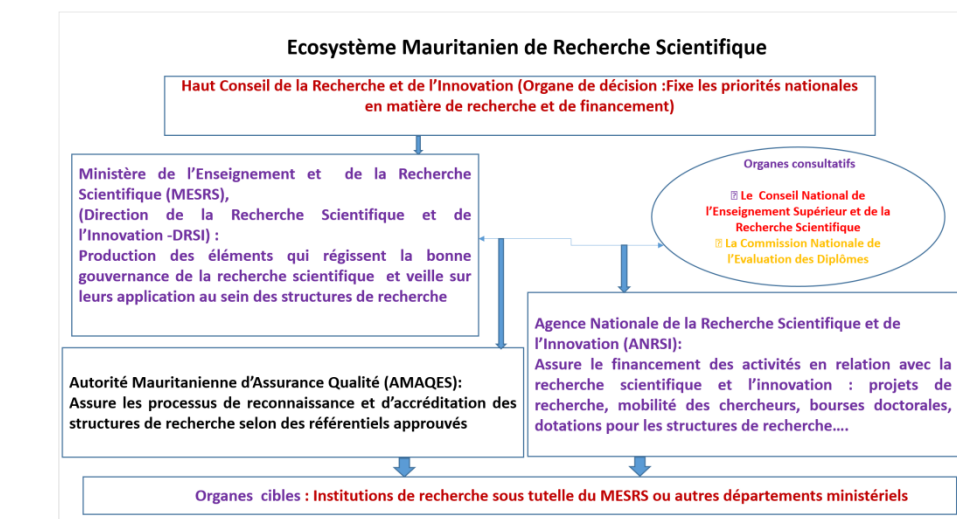 Ecosystème Mauritanien de Recherche Scientifique
Haut Conseil de la Recherche et de l’Innovation (Organe de décision :Fixe les priorités nationales
en matière de recherche et de financement)
Ministère de l’Enseignement et de la Recherche
Scientifique (MESRS),
(Direction de la Recherche Scientifique et de
l’Innovation -DRSI) :
Production des éléments qui régissent la bonne
gouvernance de la recherche scientifique et veille sur
leurs application au sein des structures de recherche
Organes consultatifs
Le Conseil National de
l’Enseignement Supérieur et de la
Recherche Scientifique
La Commission Nationale de
l’Evaluation des Diplômes
Autorité Mauritanienne d’Assurance Qualité (AMAQES):
Assure les processus de reconnaissance et d’accréditation des
structures de recherche selon des référentiels approuvés
Agence Nationale de la Recherche Scientifique et de
l’Innovation (ANRSI):
Assure le financement des activités en relation avec la
recherche scientifique et l’innovation : projets de
recherche, mobilité des chercheurs, bourses doctorales,
dotations pour les structures de recherche….
Organes cibles : Institutions de recherche sous tutelle du MESRS ou autres départements ministériels